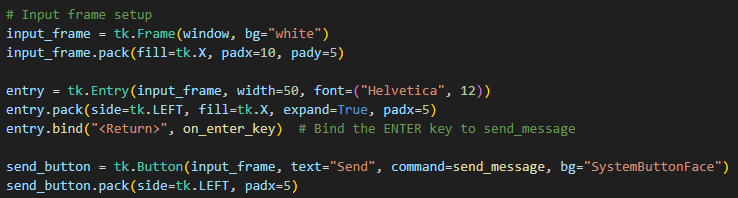 # Input frame setup
input_frame = tk.Frame(window, bg="white")
input_frame.pack(fill=tk.X, padx=10, pady=5)
entry = tk.Entry(input_frame, width=50, font=("Helvetica", 12))
entry.pack(side=tk.LEFT, fill=tk.X, expand=True, padx=5)
entry.bind("<Return>", on_enter_key)  # Bind the ENTER key to send_message
send_button = tk.Button(input_frame, text="Send", command=send_message, bg="SystemButtonFace")
send_button.pack(side=tk.LEFT, padx=5)